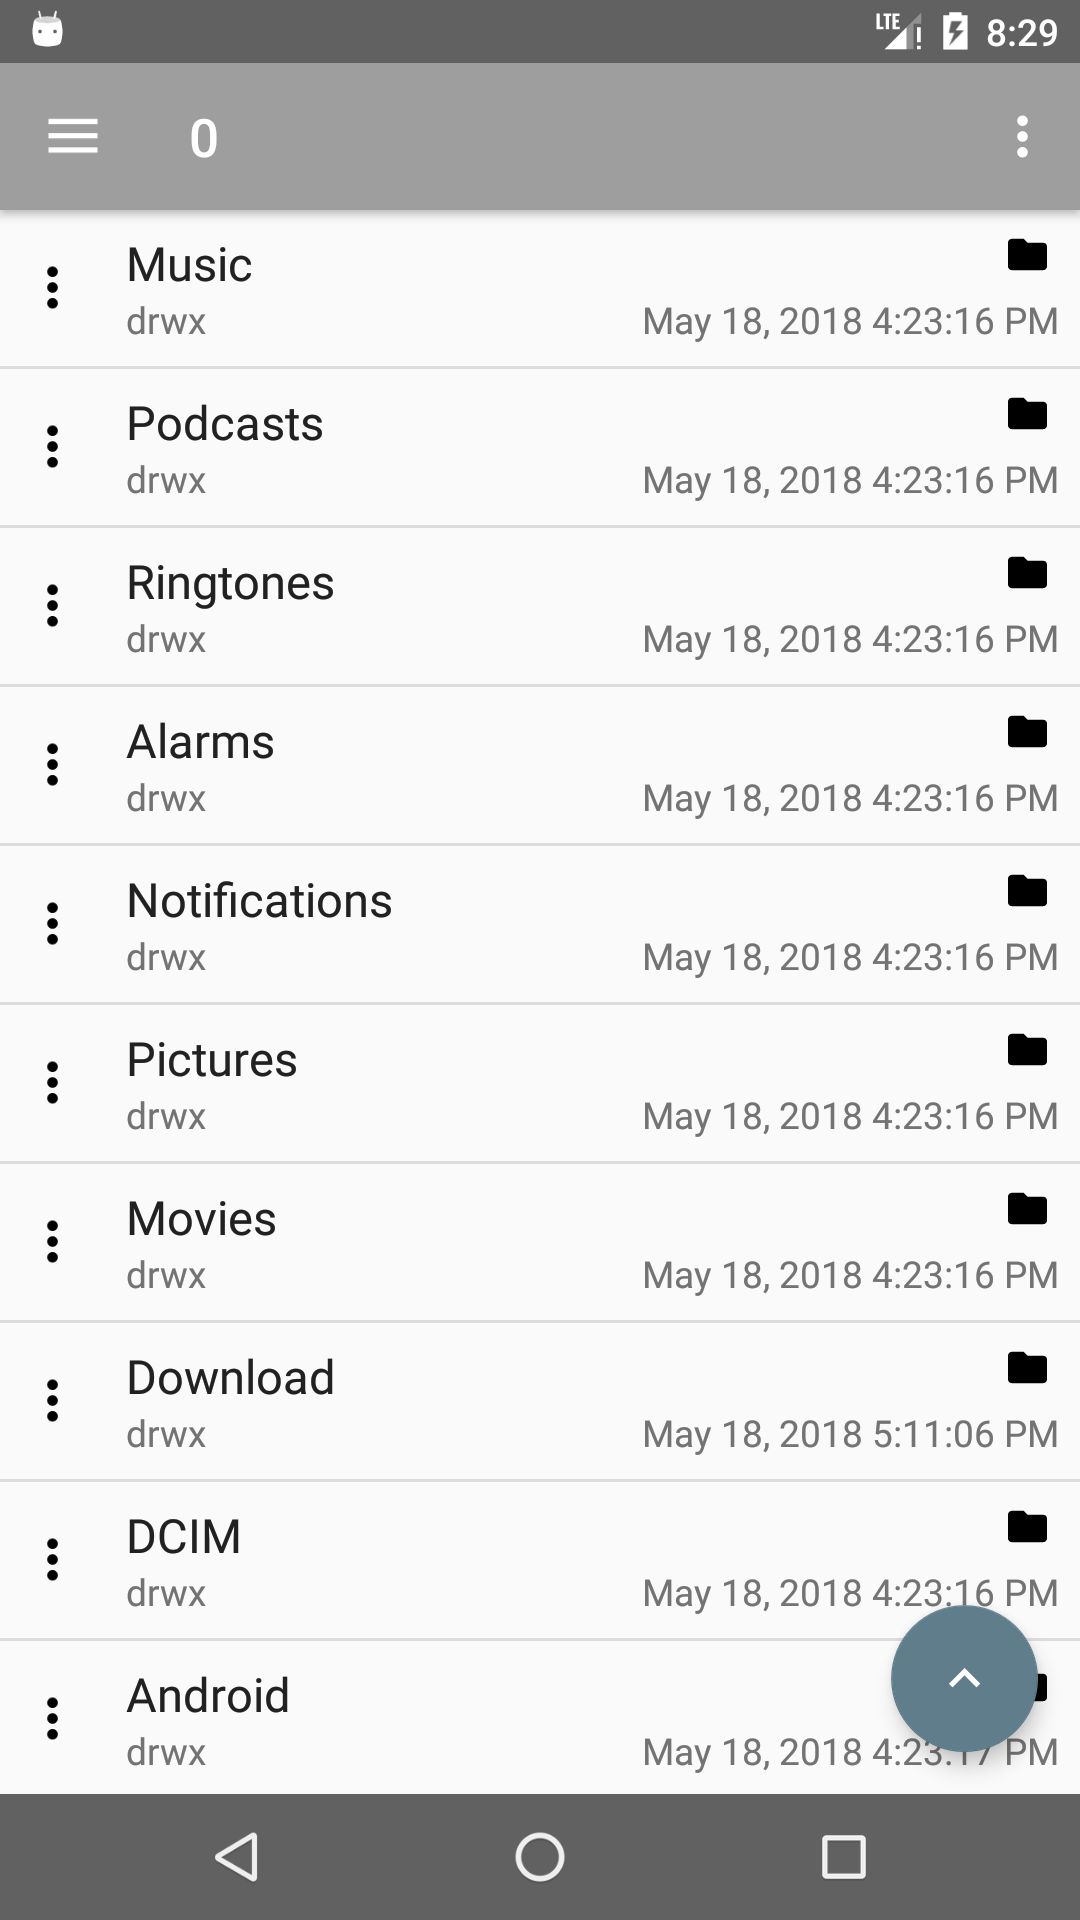 LTE 8:29
0
Music
drwx May 18, 2018 4:23:16 PM
Podcasts
drwx May 18, 2018 4:23:16 PM
Ringtones
drwx May 18, 2018 4:23:16 PM
Alarms
drwx May 18, 2018 4:23:16 PM
Notifications
drwx May 18, 2018 4:23:16 PM
Pictures
drwx May 18, 2018 4:23:16 PM
Movies
drwx May 18, 2018 4:23:16 PM
Download
drwx May 18, 2018 5:11:06 PM
DCIM
drwx May 18, 2018 4:23:16 PM
Android
drwx May 18, 2018 4:23:17 PM